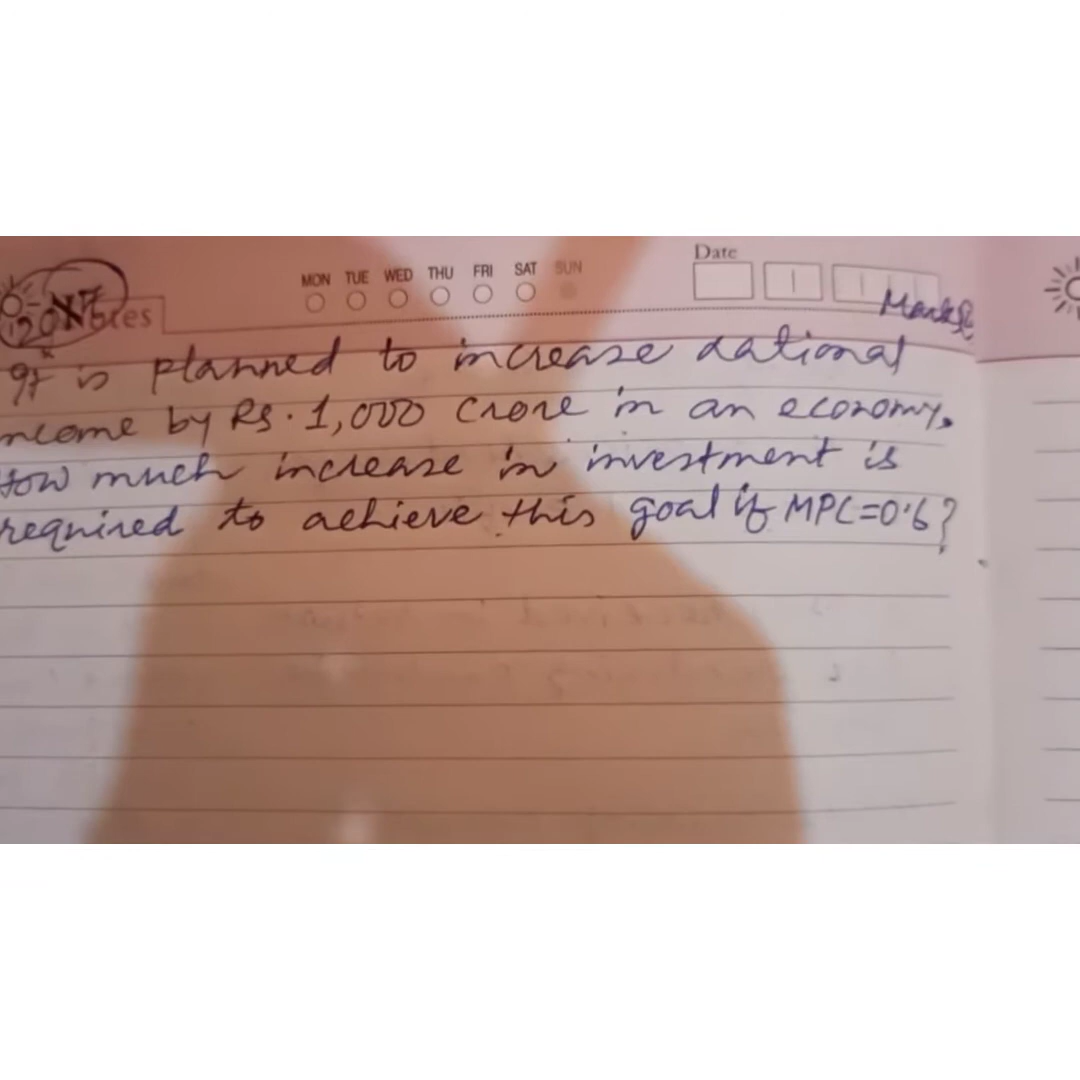 Date
MON TUE WED THU FRI SAT SUN
Marks
It is planned to increase national
ncome by Rs. 1,000 crore in an economy.
How much increase in investment is
required to achieve this goal if MPC=0.6?